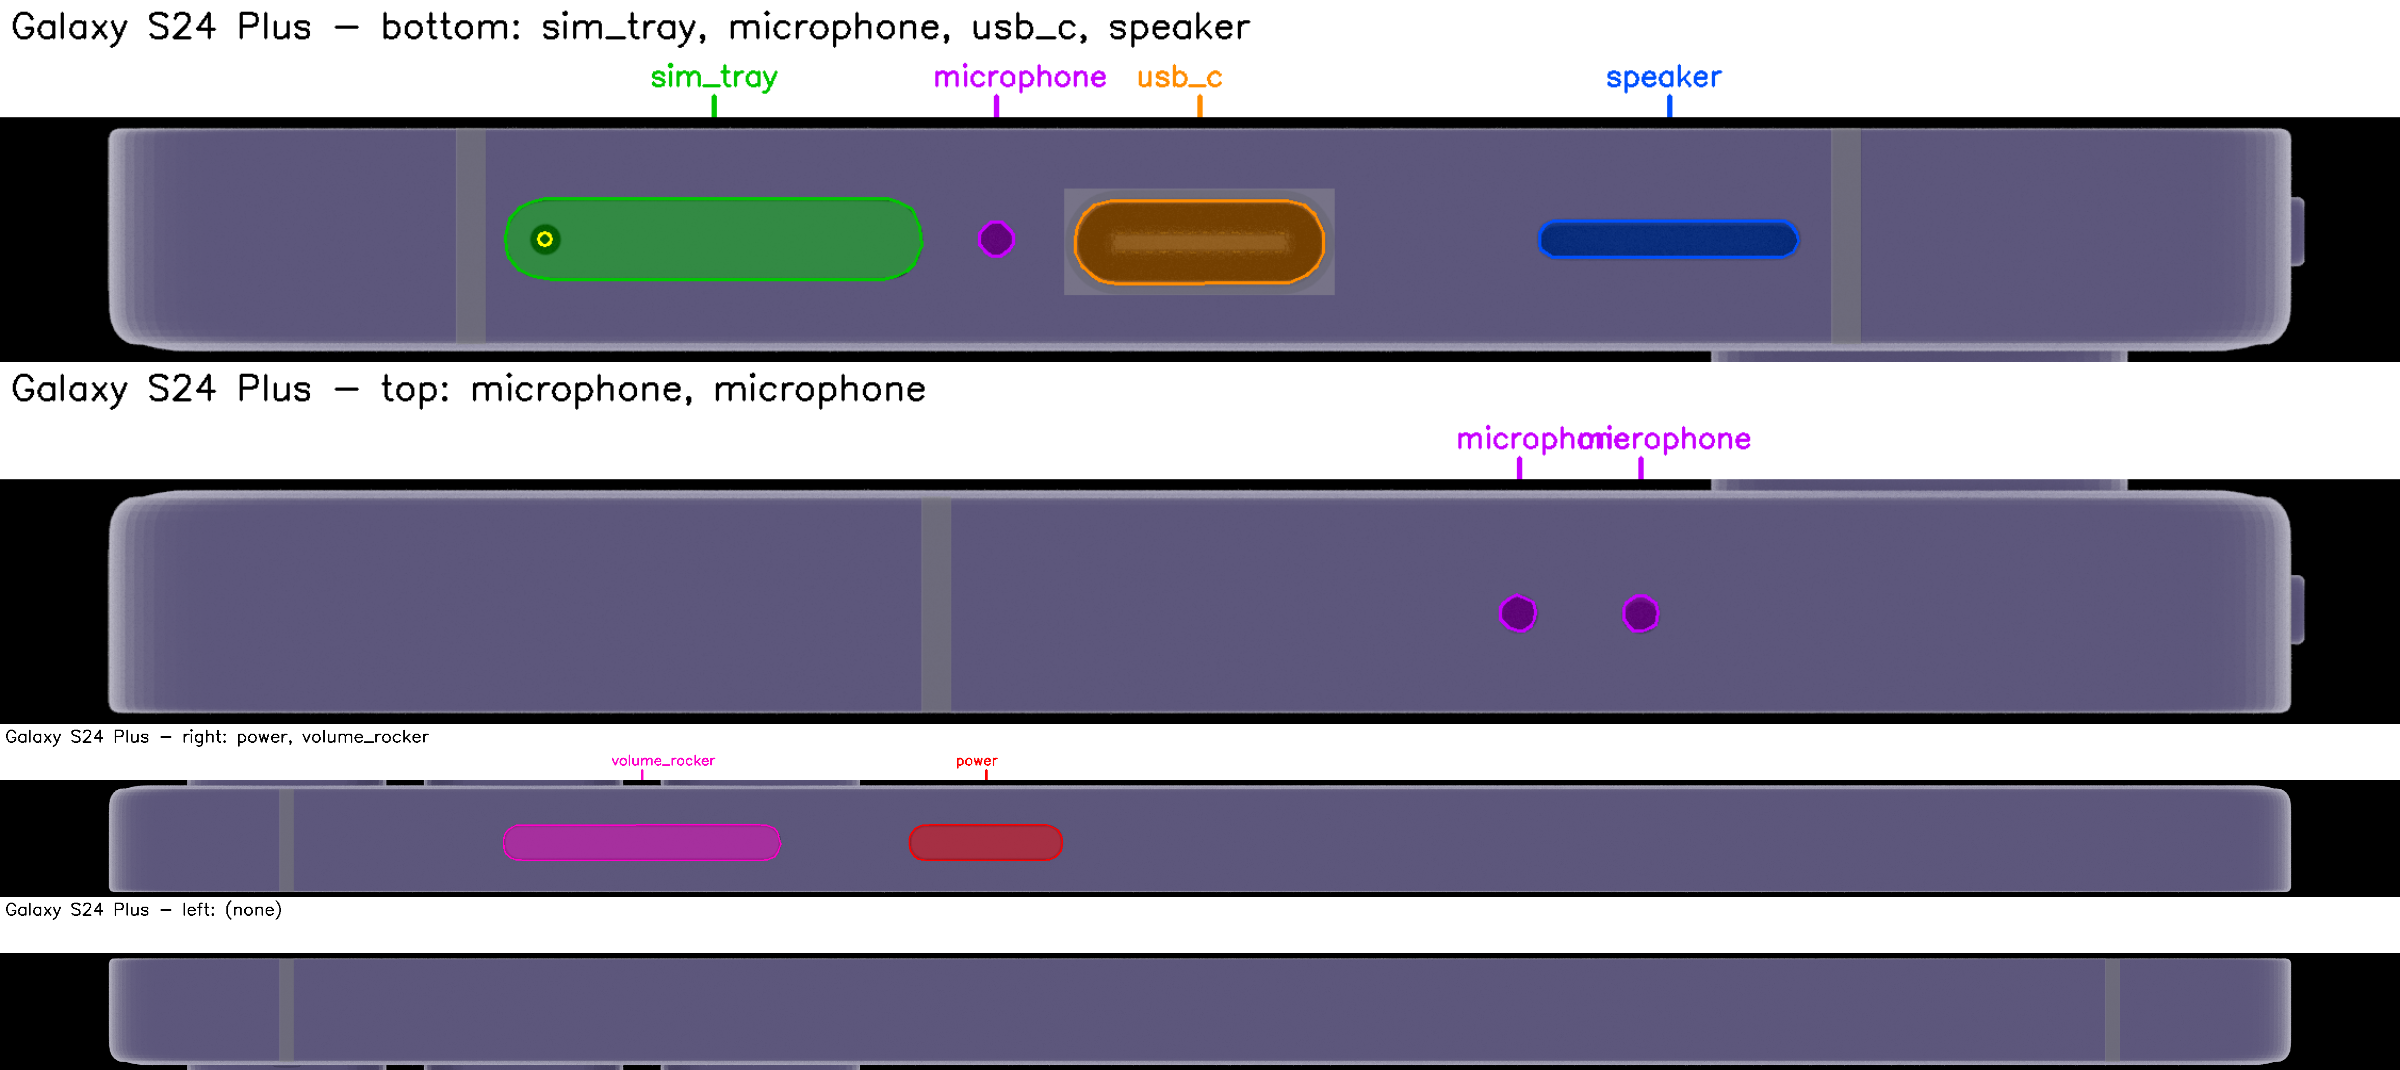 Galaxy S24 Plus - bottom: sim_tray, microphone, usb_c, speaker
sim_tray microphone usb_c speaker
Galaxy S24 Plus - top: microphone, microphone
microphone microphone
Galaxy S24 Plus - right: power, volume_rocker
volume_rocker power
Galaxy S24 Plus - left: (none)